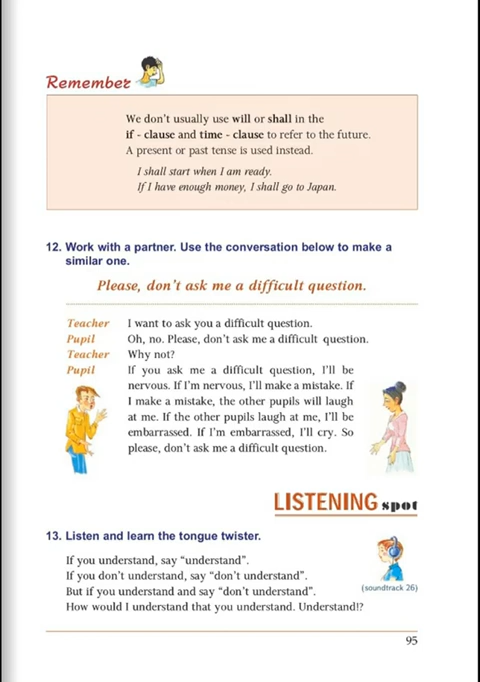 Remember
We don't usually use will or shall in the
if - clause and time - clause to refer to the future.
A present or past tense is used instead.
I shall start when I am ready.
If I have enough money, I shall go to Japan.
12. Work with a partner. Use the conversation below to make a
similar one.
Please, don't ask me a difficult question.
Teacher I want to ask you a difficult question.
Pupil Oh, no. Please, don't ask me a difficult question.
Teacher Why not?
Pupil If you ask me a difficult question, I'll be
nervous. If I'm nervous, I'll make a mistake. If
I make a mistake, the other pupils will laugh
at me. If the other pupils laugh at me, I'll be
embarrassed. If I'm embarrassed, I'll cry. So
please, don't ask me a difficult question.
LISTENING spot
13. Listen and learn the tongue twister.
If you understand, say "understand".
If you don't understand, say "don't understand".
But if you understand and say "don't understand".
(soundtrack 26)
How would I understand that you understand. Understand!?
95